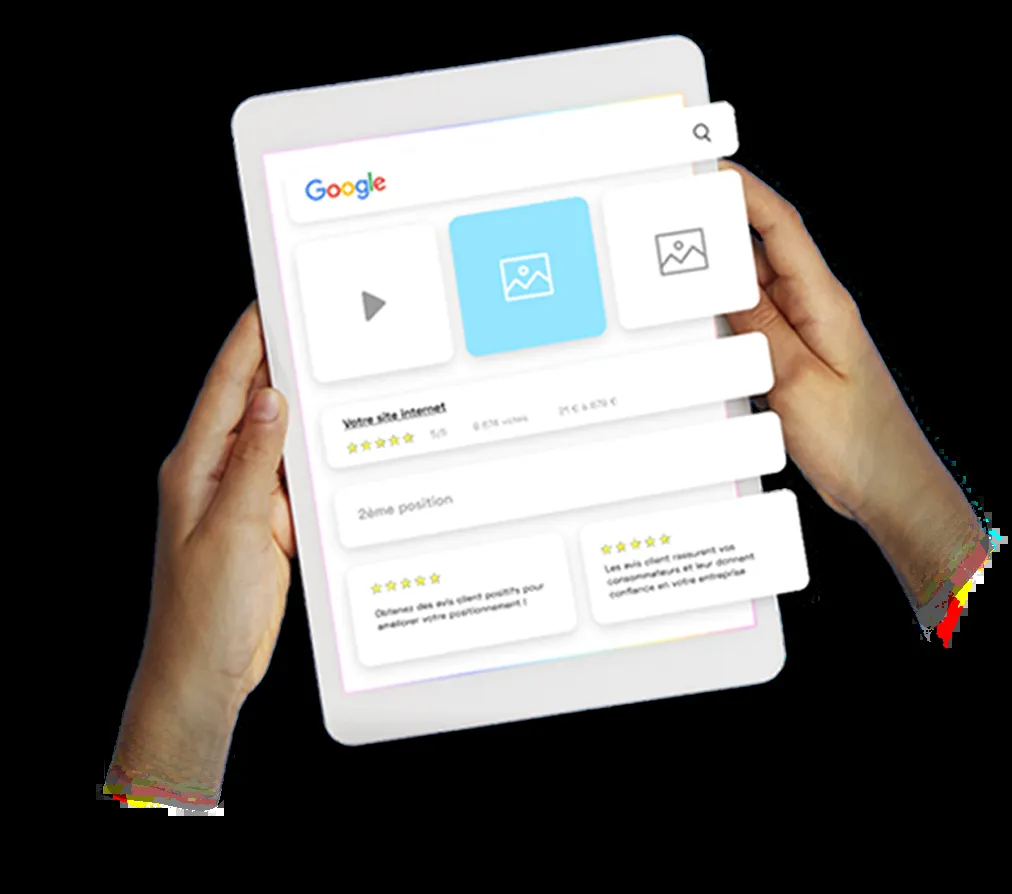 Google
Votre site internet
5/5 6 674 votes 21 € à 679 €
2ème position
Obtenez des avis client positifs pour
améliorer votre positionnement !
Les avis client rassurent vos
consommateurs et leur donnent
confiance en votre entreprise